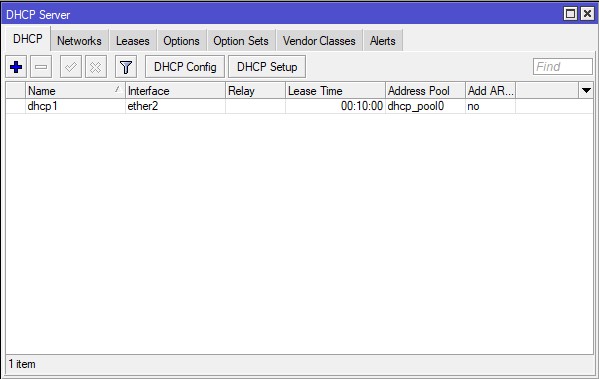 DHCP Server
DHCP Networks Leases Options Option Sets Vendor Classes Alerts
DHCP Config DHCP Setup Find
Name Interface Relay Lease Time Address Pool Add AR...
dhcp1 ether2 00:10:00 dhcp_pool0 no
1 item